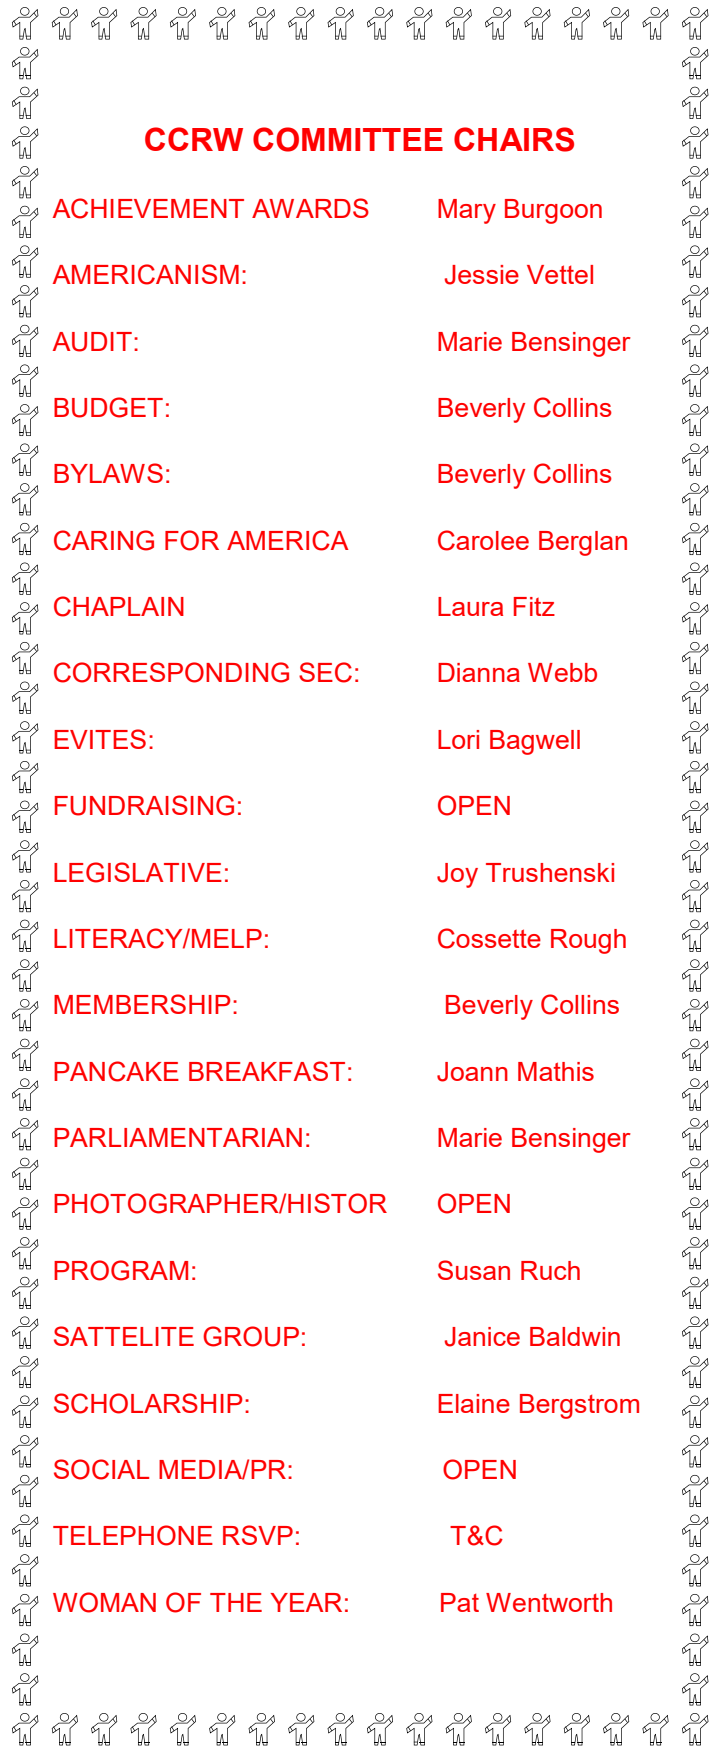 CCRW COMMITTEE CHAIRS
ACHIEVEMENT AWARDS Mary Burgoon
AMERICANISM: Jessie Vettel
AUDIT: Marie Bensinger
BUDGET: Beverly Collins
BYLAWS: Beverly Collins
CARING FOR AMERICA Carolee Berglan
CHAPLAIN Laura Fitz
CORRESPONDING SEC: Dianna Webb
EVITES: Lori Bagwell
FUNDRAISING: OPEN
LEGISLATIVE: Joy Trushenski
LITERACY/MELP: Cossette Rough
MEMBERSHIP: Beverly Collins
PANCAKE BREAKFAST: Joann Mathis
PARLIAMENTARIAN: Marie Bensinger
PHOTOGRAPHER/HISTOR OPEN
PROGRAM: Susan Ruch
SATTELITE GROUP: Janice Baldwin
SCHOLARSHIP: Elaine Bergstrom
SOCIAL MEDIA/PR: OPEN
TELEPHONE RSVP: T&C
WOMAN OF THE YEAR: Pat Wentworth